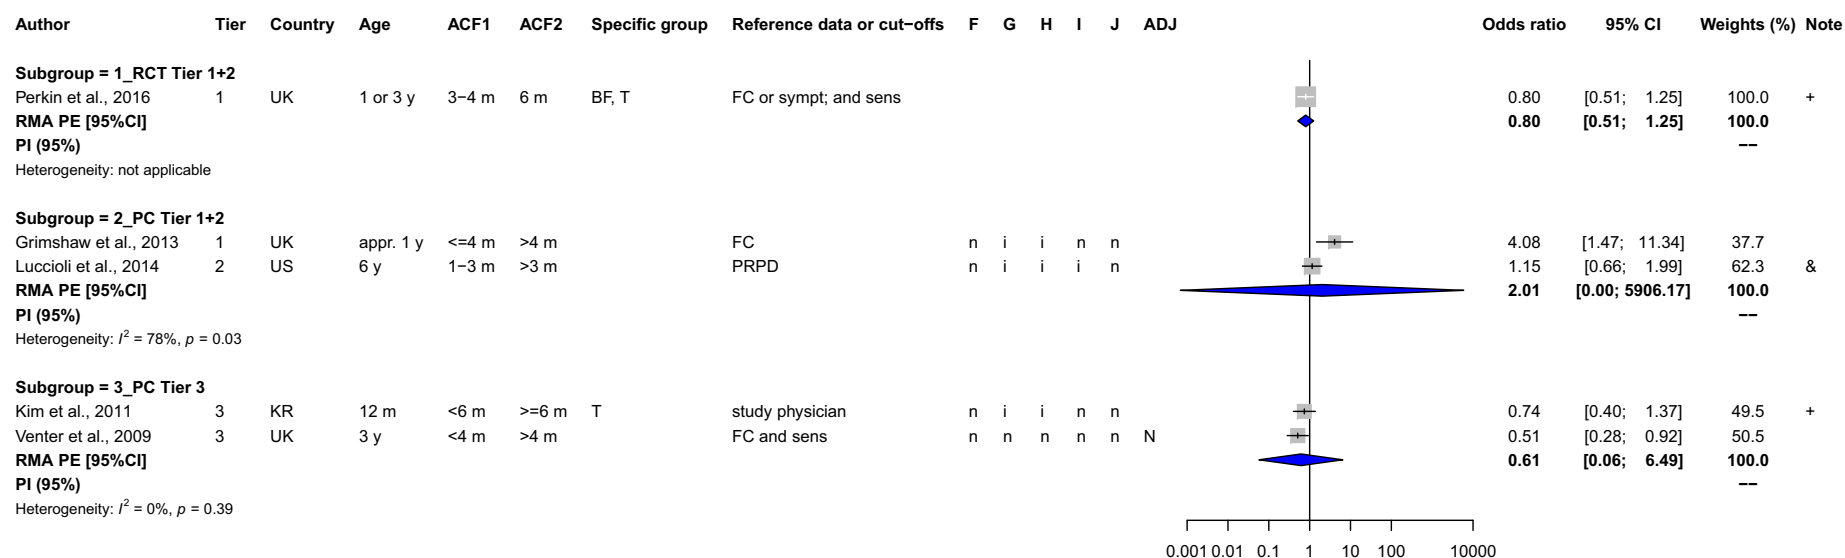 Author Tier Country Age ACF1 ACF2 Specific group Reference data or cut−offs F G H I J ADJ Odds ratio 95% CI Weights (%) Note
Subgroup = 1_RCT Tier 1+2
Perkin et al., 2016 1 UK 1 or 3 y 3−4 m 6 m BF, T FC or sympt; and sens 0.80 [0.51; 1.25] 100.0 +
RMA PE [95%CI] 0.80 [0.51; 1.25] 100.0
PI (95%) −−
Heterogeneity: not applicable
Subgroup = 2_PC Tier 1+2
Grimshaw et al., 2013 1 UK appr. 1 y <=4 m >4 m FC n i i n n 4.08 [1.47; 11.34] 37.7
Luccioli et al., 2014 2 US 6 y 1−3 m >3 m PRPD n i i i n 1.15 [0.66; 1.99] 62.3 &
RMA PE [95%CI] 2.01 [0.00; 5906.17] 100.0
PI (95%) −−
Heterogeneity: I² = 78%, p = 0.03
Subgroup = 3_PC Tier 3
Kim et al., 2011 3 KR 12 m <6 m >=6 m T study physician n i i n n 0.74 [0.40; 1.37] 49.5 +
Venter et al., 2009 3 UK 3 y <4 m >4 m FC and sens n n n n n N 0.51 [0.28; 0.92] 50.5
RMA PE [95%CI] 0.61 [0.06; 6.49] 100.0
PI (95%) −−
Heterogeneity: I² = 0%, p = 0.39
0.001 0.01 0.1 1 10 100 10000